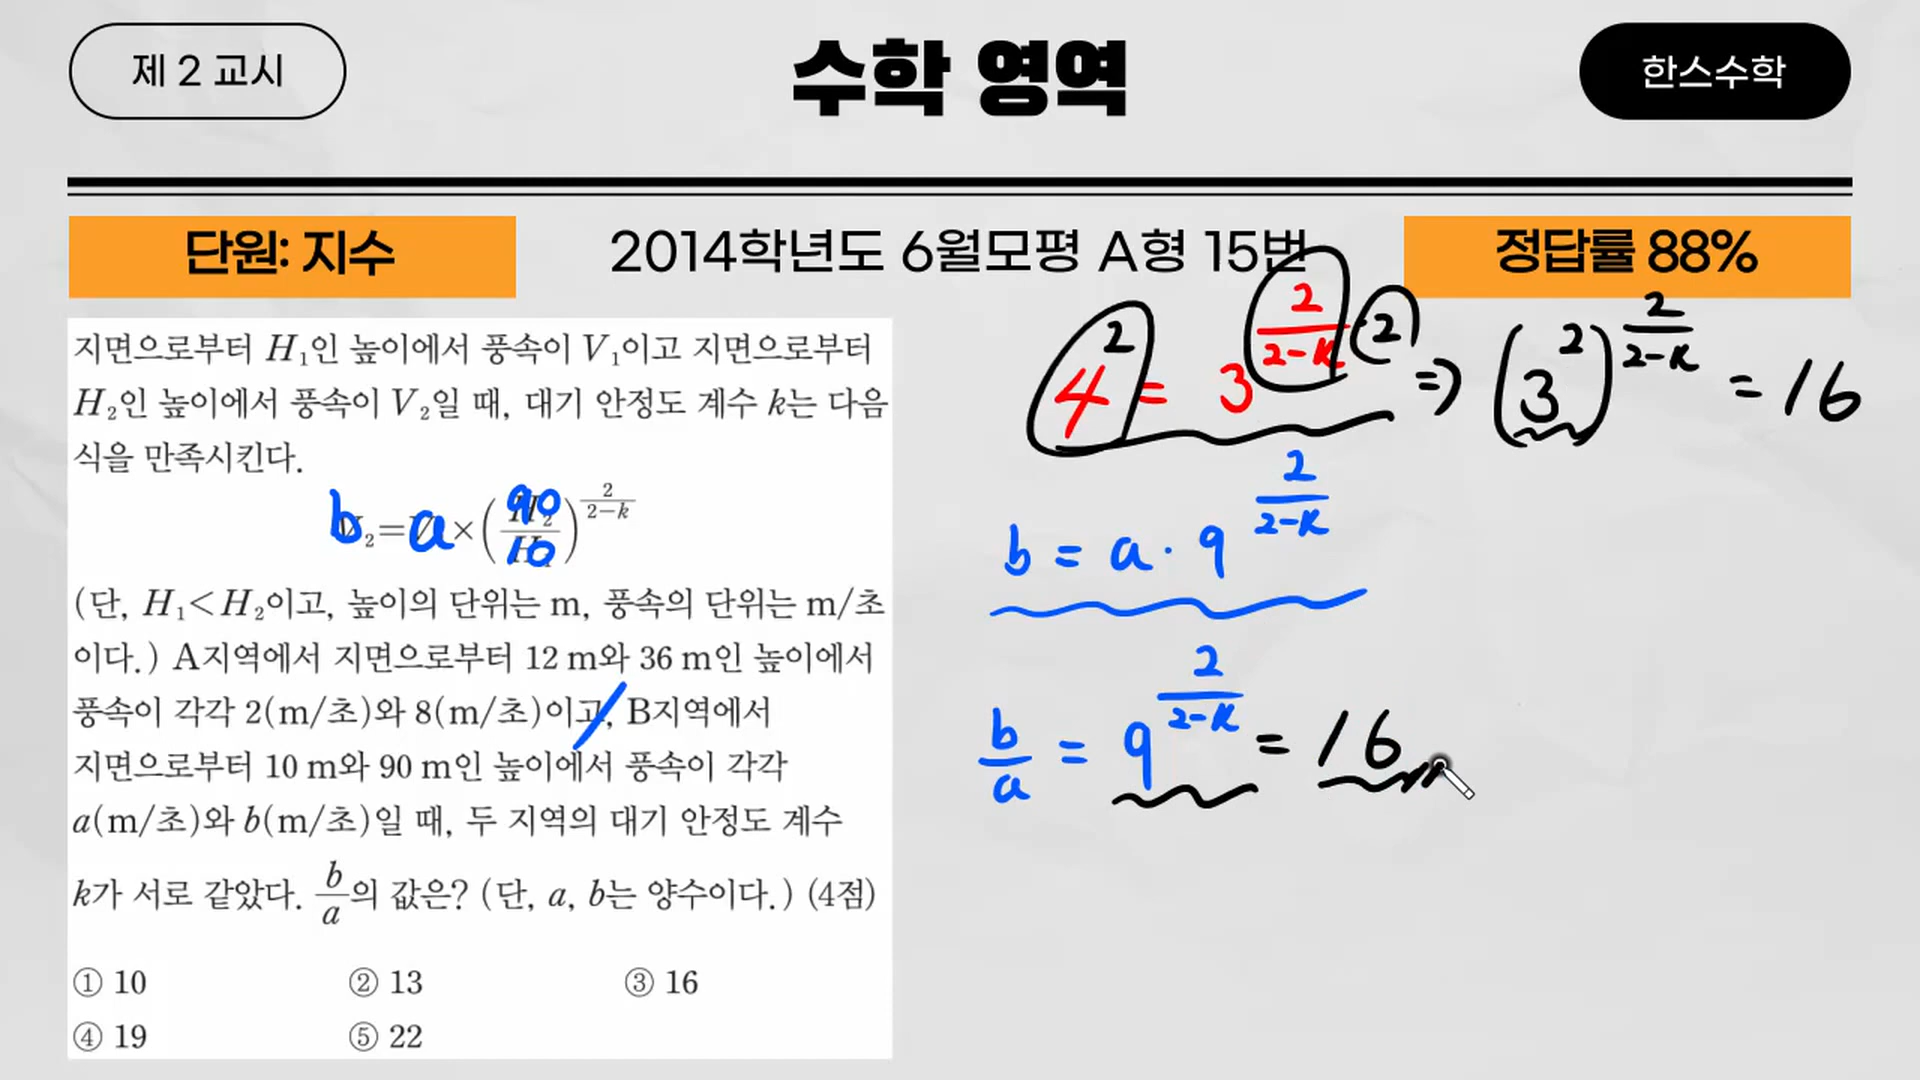 제 2 교시
수학 영역
한스수학
단원: 지수
2014학년도 6월모평 A형 15번
정답률 88%
지면으로부터 H₁인 높이에서 풍속이 V₁이고 지면으로부터
H₂인 높이에서 풍속이 V₂일 때, 대기 안정도 계수 k는 다음
식을 만족시킨다.
b₂=a×(90/10)^(2/(2−k))
(단, H₁<H₂이고, 높이의 단위는 m, 풍속의 단위는 m/초
이다.) A지역에서 지면으로부터 12 m와 36 m인 높이에서
풍속이 각각 2(m/초)와 8(m/초)이고, B지역에서
지면으로부터 10 m와 90 m인 높이에서 풍속이 각각
a(m/초)와 b(m/초)일 때, 두 지역의 대기 안정도 계수
k가 서로 같았다. b/a의 값은? (단, a, b는 양수이다.) (4점)
① 10 ② 13 ③ 16
④ 19 ⑤ 22
4² = 3^(2/(2-k)·2) ⇒ (3²)^(2/(2-k)) = 16
b = a · 9^(2/(2-k))
b/a = 9^(2/(2-k)) = 16